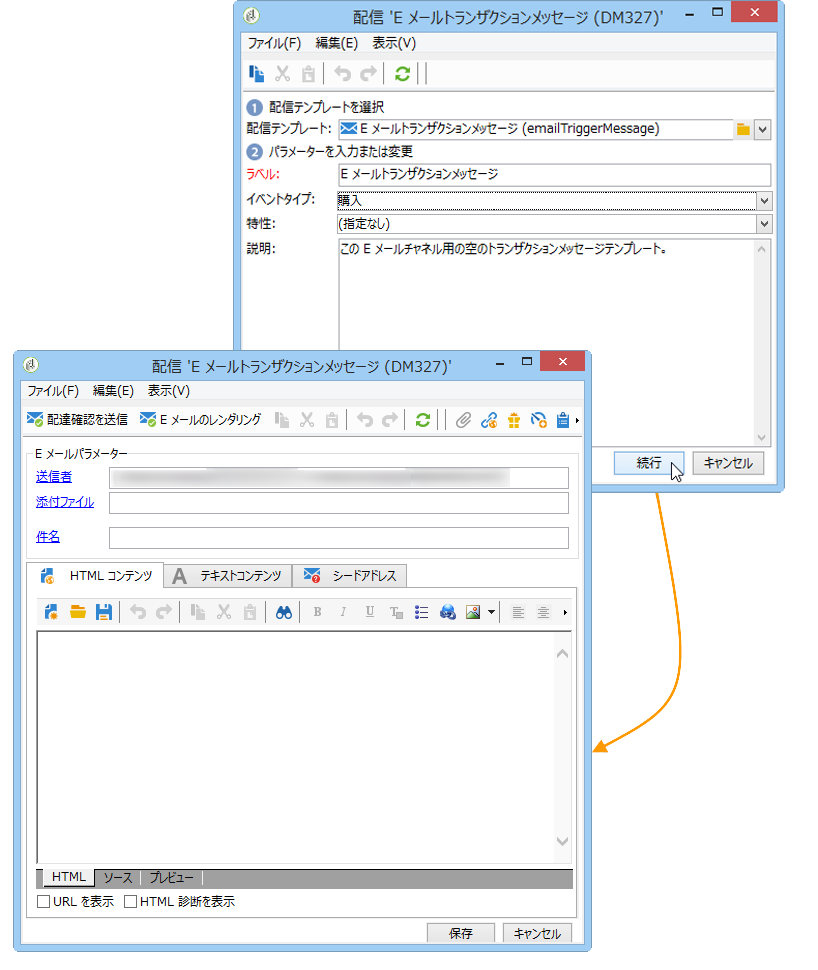 配信 'E メールトランザクションメッセージ (DM327)'
ファイル(F) 編集(E) 表示(V)
1 配信テンプレートを選択
配信テンプレート: E メールトランザクションメッセージ (emailTriggerMessage)
2 パラメーターを入力または変更
ラベル: E メールトランザクションメッセージ
イベントタイプ: 購入
特性: (指定なし)
説明: この E メールチャネル用の空のトランザクションメッセージテンプレート。
続行 キャンセル
配信 'E メールトランザクションメッセージ (DM327)'
ファイル(F) 編集(E) 表示(V)
配達確認を送信 E メールのレンダリング
E メールパラメーター
送信者
添付ファイル
件名
HTML コンテンツ A テキストコンテンツ シードアドレス
B I U T
HTML ソース プレビュー
URL を表示 HTML 診断を表示
保存 キャンセル